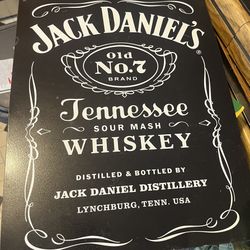 JACK DANIEL'S
®
Old
No.7
BRAND
Tennessee
SOUR MASH
WHISKEY
DISTILLED & BOTTLED BY
JACK DANIEL DISTILLERY
LYNCHBURG, TENN. USA